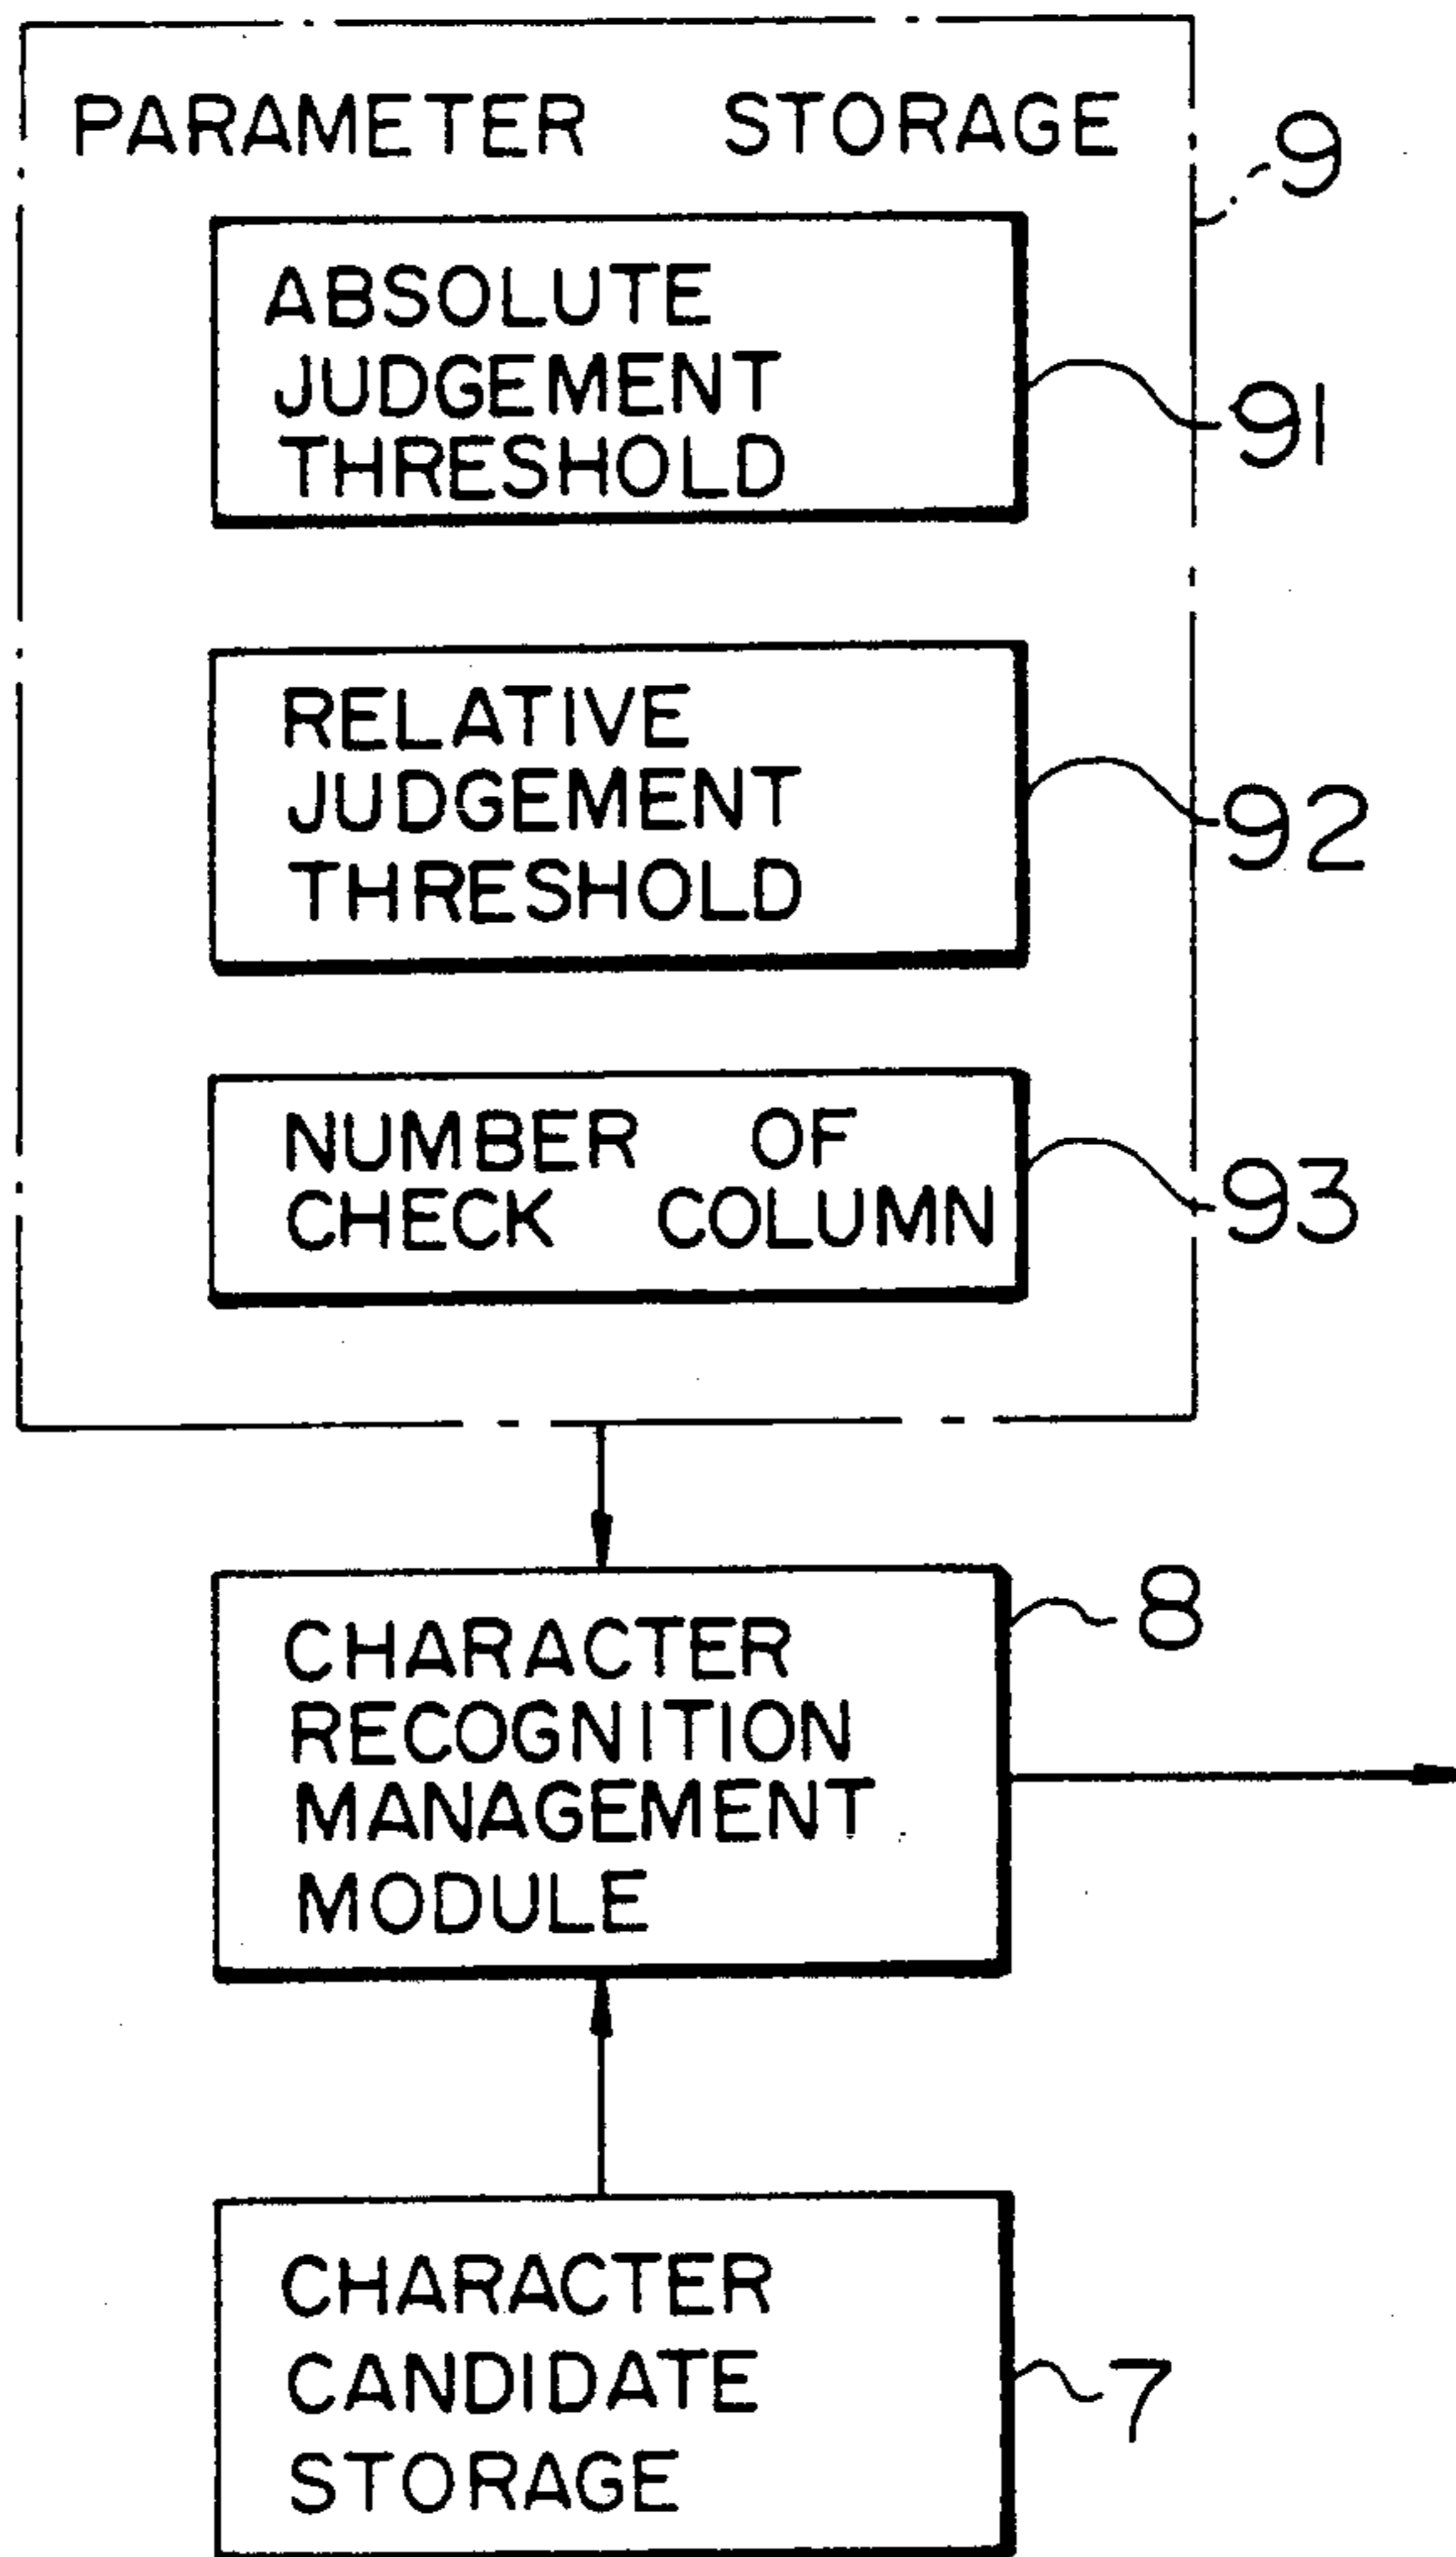 PARAMETER STORAGE
9
ABSOLUTE
JUDGEMENT
THRESHOLD
91
RELATIVE
JUDGEMENT
THRESHOLD
92
NUMBER OF
CHECK COLUMN
93
CHARACTER
RECOGNITION
MANAGEMENT
MODULE
8
CHARACTER
CANDIDATE
STORAGE
7